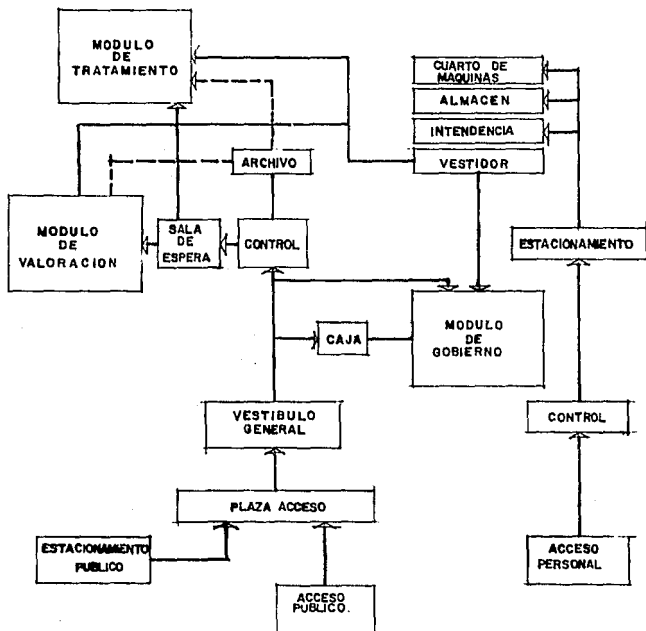 MODULO
DE
TRATAMIENTO
CUARTO DE
MAQUINAS
ALMACEN
INTENDENCIA
VESTIDOR
ARCHIVO
MODULO
DE
VALORACION
SALA
DE
ESPERA
CONTROL
ESTACIONAMIENTO
MODULO
DE
GOBIERNO
CAJA
VESTIBULO
GENERAL
CONTROL
PLAZA ACCESO
ESTACIONAMIENTO
PUBLICO
ACCESO
PUBLICO.
ACCESO
PERSONAL